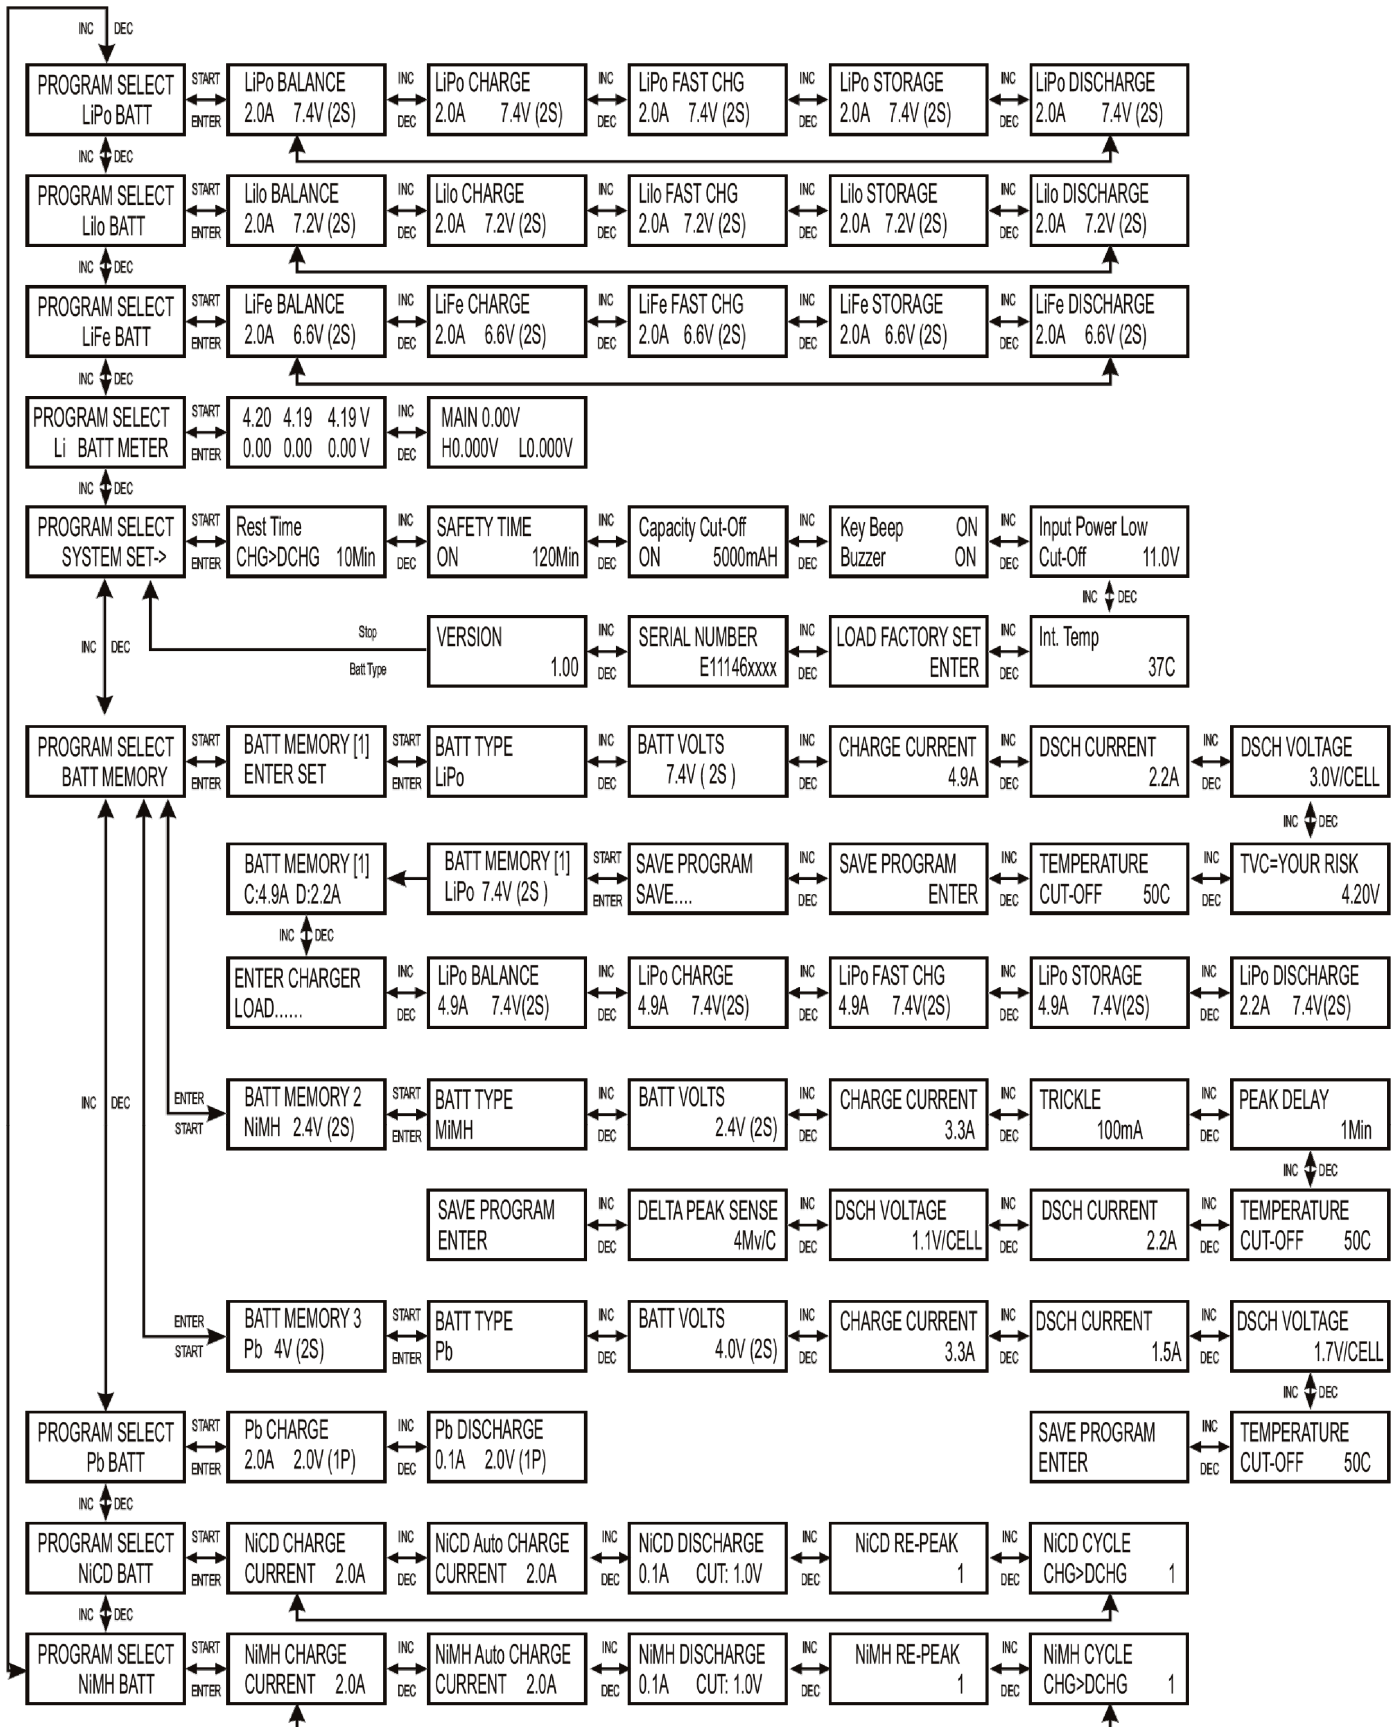 INC DEC
PROGRAM SELECT
LiPo BATT
START
ENTER
LiPo BALANCE
2.0A 7.4V (2S)
INC
DEC
LiPo CHARGE
2.0A 7.4V (2S)
INC
DEC
LiPo FAST CHG
2.0A 7.4V (2S)
INC
DEC
LiPo STORAGE
2.0A 7.4V (2S)
INC
DEC
LiPo DISCHARGE
2.0A 7.4V (2S)
INC DEC
PROGRAM SELECT
LiIo BATT
START
ENTER
LiIo BALANCE
2.0A 7.2V (2S)
INC
DEC
LiIo CHARGE
2.0A 7.2V (2S)
INC
DEC
LiIo FAST CHG
2.0A 7.2V (2S)
INC
DEC
LiIo STORAGE
2.0A 7.2V (2S)
INC
DEC
LiIo DISCHARGE
2.0A 7.2V (2S)
INC DEC
PROGRAM SELECT
LiFe BATT
START
ENTER
LiFe BALANCE
2.0A 6.6V (2S)
INC
DEC
LiFe CHARGE
2.0A 6.6V (2S)
INC
DEC
LiFe FAST CHG
2.0A 6.6V (2S)
INC
DEC
LiFe STORAGE
2.0A 6.6V (2S)
INC
DEC
LiFe DISCHARGE
2.0A 6.6V (2S)
INC DEC
PROGRAM SELECT
Li BATT METER
START
ENTER
4.20 4.19 4.19 V
0.00 0.00 0.00 V
INC
DEC
MAIN 0.00V
H0.000V L0.000V
INC DEC
PROGRAM SELECT
SYSTEM SET->
START
ENTER
Rest Time
CHG>DCHG 10Min
INC
DEC
SAFETY TIME
ON 120Min
INC
DEC
Capacity Cut-Off
ON 5000mAH
INC
DEC
Key Beep ON
Buzzer ON
INC
DEC
Input Power Low
Cut-Off 11.0V
INC DEC
INC DEC
Stop
Batt Type
VERSION
1.00
INC
DEC
SERIAL NUMBER
E11146xxxx
INC
DEC
LOAD FACTORY SET
ENTER
INC
DEC
Int. Temp
37C
PROGRAM SELECT
BATT MEMORY
START
ENTER
BATT MEMORY [1]
ENTER SET
START
ENTER
BATT TYPE
LiPo
INC
DEC
BATT VOLTS
7.4V ( 2S )
INC
DEC
CHARGE CURRENT
4.9A
INC
DEC
DSCH CURRENT
2.2A
INC
DEC
DSCH VOLTAGE
3.0V/CELL
INC DEC
BATT MEMORY [1]
C:4.9A D:2.2A
BATT MEMORY [1]
LiPo 7.4V (2S )
START
ENTER
SAVE PROGRAM
SAVE....
INC
DEC
SAVE PROGRAM
ENTER
INC
DEC
TEMPERATURE
CUT-OFF 50C
INC
DEC
TVC=YOUR RISK
4.20V
INC DEC
ENTER CHARGER
LOAD......
INC
DEC
LiPo BALANCE
4.9A 7.4V(2S)
INC
DEC
LiPo CHARGE
4.9A 7.4V(2S)
INC
DEC
LiPo FAST CHG
4.9A 7.4V(2S)
INC
DEC
LiPo STORAGE
4.9A 7.4V(2S)
INC
DEC
LiPo DISCHARGE
2.2A 7.4V(2S)
INC DEC
ENTER
START
BATT MEMORY 2
NiMH 2.4V (2S)
START
ENTER
BATT TYPE
MiMH
INC
DEC
BATT VOLTS
2.4V (2S)
INC
DEC
CHARGE CURRENT
3.3A
INC
DEC
TRICKLE
100mA
INC
DEC
PEAK DELAY
1Min
INC DEC
SAVE PROGRAM
ENTER
INC
DEC
DELTA PEAK SENSE
4Mv/C
INC
DEC
DSCH VOLTAGE
1.1V/CELL
INC
DEC
DSCH CURRENT
2.2A
INC
DEC
TEMPERATURE
CUT-OFF 50C
ENTER
START
BATT MEMORY 3
Pb 4V (2S)
START
ENTER
BATT TYPE
Pb
INC
DEC
BATT VOLTS
4.0V (2S)
INC
DEC
CHARGE CURRENT
3.3A
INC
DEC
DSCH CURRENT
1.5A
INC
DEC
DSCH VOLTAGE
1.7V/CELL
INC DEC
PROGRAM SELECT
Pb BATT
START
ENTER
Pb CHARGE
2.0A 2.0V (1P)
INC
DEC
Pb DISCHARGE
0.1A 2.0V (1P)
SAVE PROGRAM
ENTER
INC
DEC
TEMPERATURE
CUT-OFF 50C
INC DEC
PROGRAM SELECT
NiCD BATT
START
ENTER
NiCD CHARGE
CURRENT 2.0A
INC
DEC
NiCD Auto CHARGE
CURRENT 2.0A
INC
DEC
NiCD DISCHARGE
0.1A CUT: 1.0V
INC
DEC
NiCD RE-PEAK
1
INC
DEC
NiCD CYCLE
CHG>DCHG 1
INC DEC
PROGRAM SELECT
NiMH BATT
START
ENTER
NiMH CHARGE
CURRENT 2.0A
INC
DEC
NiMH Auto CHARGE
CURRENT 2.0A
INC
DEC
NiMH DISCHARGE
0.1A CUT: 1.0V
INC
DEC
NiMH RE-PEAK
1
INC
DEC
NiMH CYCLE
CHG>DCHG 1